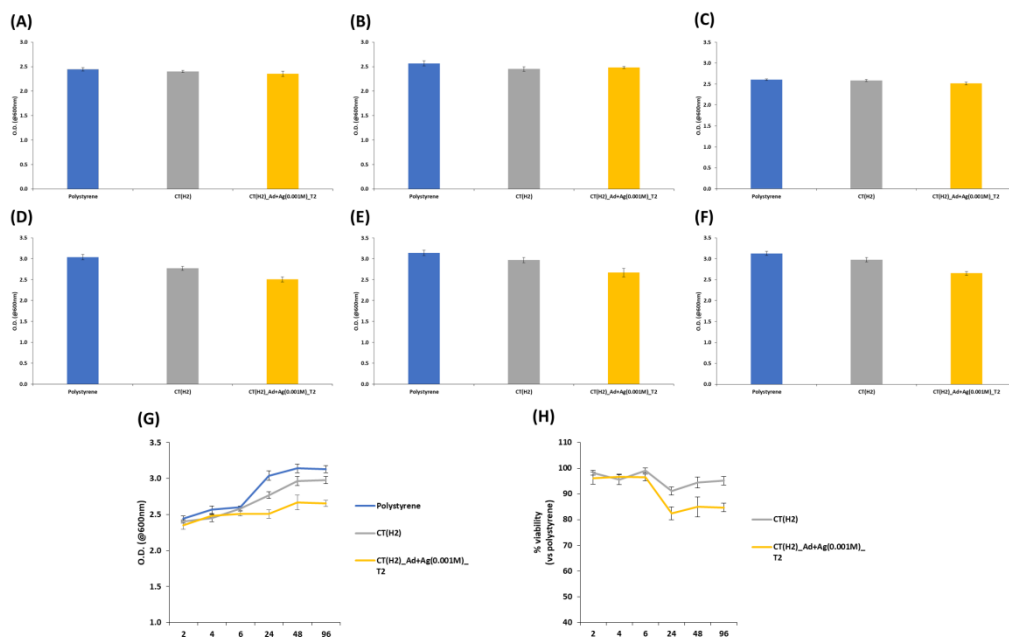 (A)
3.0
2.5
2.0
1.5
1.0
0.5
0.0
O.D. (@600nm)
Polystyrene
CT(H2)
CT(H2)_Ad+Ag(0.001M)_T2
(B)
3.0
2.5
2.0
1.5
1.0
0.5
0.0
O.D. (@600nm)
Polystyrene
CT(H2)
CT(H2)_Ad+Ag(0.001M)_T2
(C)
3.5
3.0
2.5
2.0
1.5
1.0
0.5
0.0
O.D. (@600nm)
Polystyrene
CT(H2)
CT(H2)_Ad+Ag(0.001M)_T2
(D)
3.5
3.0
2.5
2.0
1.5
1.0
0.5
0.0
O.D. (@600nm)
Polystyrene
CT(H2)
CT(H2)_Ad+Ag(0.001M)_T2
(E)
3.5
3.0
2.5
2.0
1.5
1.0
0.5
0.0
O.D. (@600nm)
Polystyrene
CT(H2)
CT(H2)_Ad+Ag(0.001M)_T2
(F)
3.5
3.0
2.5
2.0
1.5
1.0
0.5
0.0
O.D. (@600nm)
Polystyrene
CT(H2)
CT(H2)_Ad+Ag(0.001M)_T2
(G)
3.5
3.0
2.5
2.0
1.5
1.0
O.D. (@600nm)
2 4 6 24 48 96
Polystyrene
CT(H2)
CT(H2)_Ad+Ag(0.001M)_
T2
(H)
110
100
90
80
70
60
50
40
% viability
(vs polystyrene)
2 4 6 24 48 96
CT(H2)
CT(H2)_Ad+Ag(0.001M)_
T2